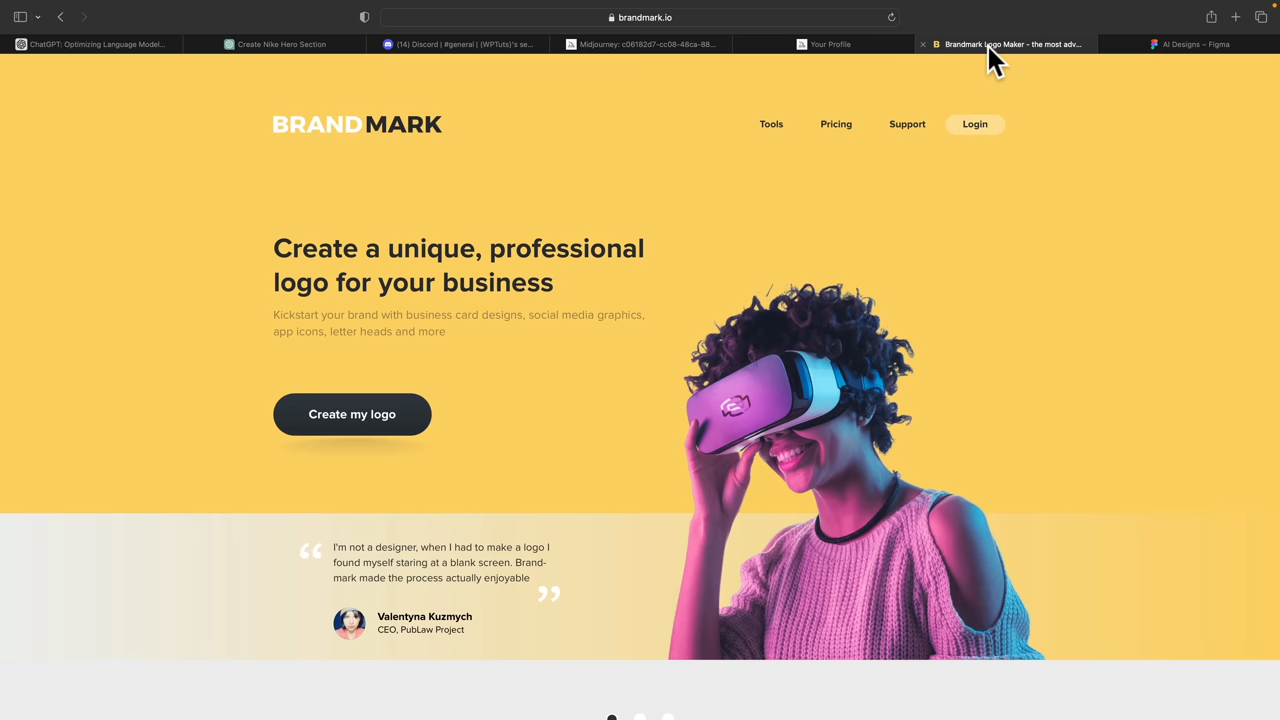 brandmark.io
ChatGPT: Optimizing Language Model...
Create Nike Hero Section
(14) Discord | #general | (WPTuts)'s se...
Midjourney: c06182d7-cc08-48ca-88...
Your Profile
Brandmark Logo Maker - the most adv...
AI Designs – Figma
BRANDMARK
Tools
Pricing
Support
Login
Create a unique, professional
logo for your business
Kickstart your brand with business card designs, social media graphics,
app icons, letter heads and more
Create my logo
“
I'm not a designer, when I had to make a logo I
found myself staring at a blank screen. Brand-
mark made the process actually enjoyable
”
Valentyna Kuzmych
CEO, PubLaw Project